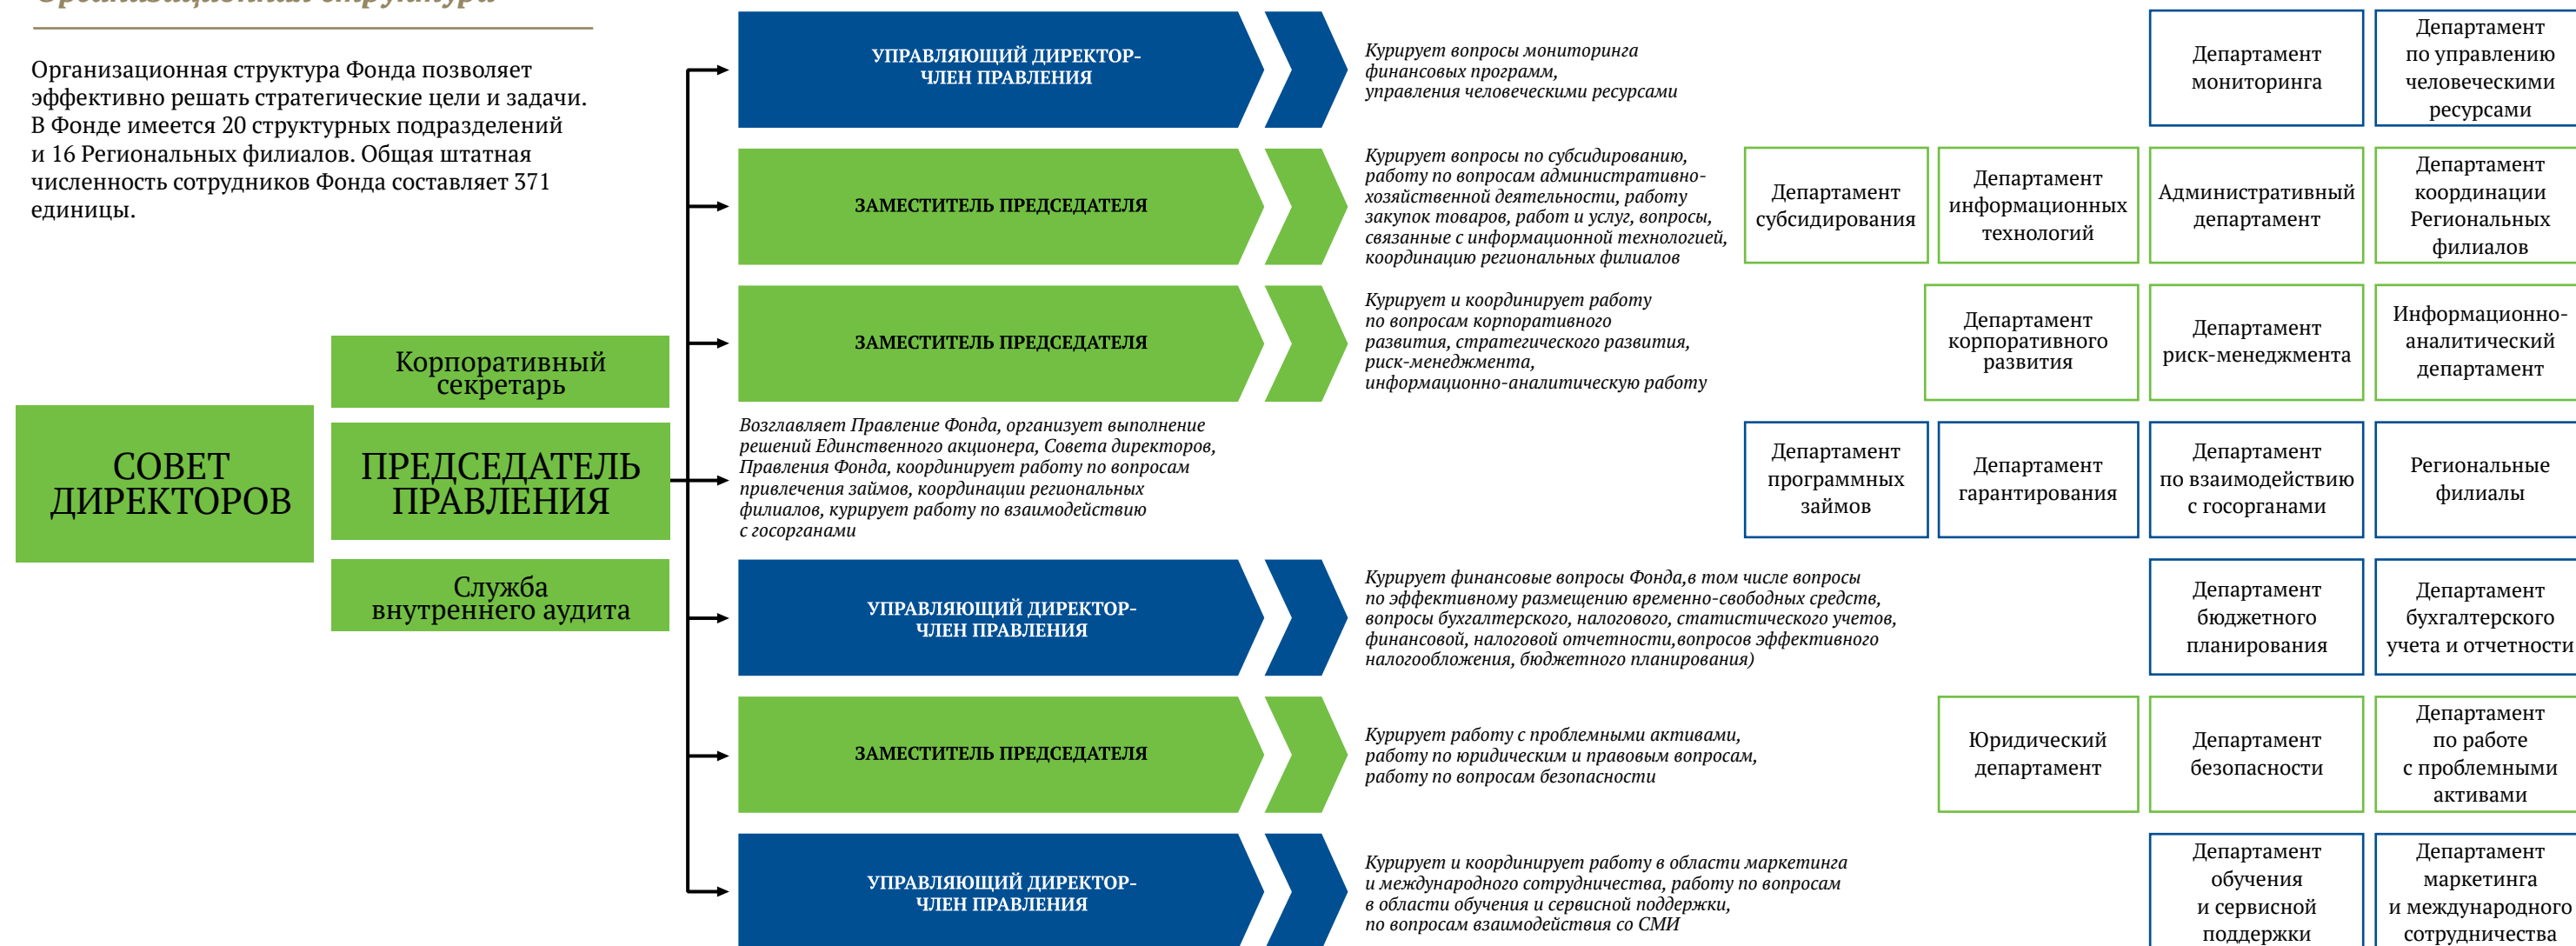 Организационная структура
Организационная структура Фонда позволяет
эффективно решать стратегические цели и задачи.
В Фонде имеется 20 структурных подразделений
и 16 Региональных филиалов. Общая штатная
численность сотрудников Фонда составляет 371
единицы.
СОВЕТ
ДИРЕКТОРОВ
Корпоративный
секретарь
ПРЕДСЕДАТЕЛЬ
ПРАВЛЕНИЯ
Служба
внутреннего аудита
УПРАВЛЯЮЩИЙ ДИРЕКТОР-
ЧЛЕН ПРАВЛЕНИЯ
Курирует вопросы мониторинга
финансовых программ,
управления человеческими ресурсами
Департамент
мониторинга
Департамент
по управлению
человеческими
ресурсами
ЗАМЕСТИТЕЛЬ ПРЕДСЕДАТЕЛЯ
Курирует вопросы по субсидированию,
работу по вопросам административно-
хозяйственной деятельности, работу
закупок товаров, работ и услуг, вопросы,
связанные с информационной технологией,
координацию региональных филиалов
Департамент
субсидирования
Департамент
информационных
технологий
Административный
департамент
Департамент
координации
Региональных
филиалов
ЗАМЕСТИТЕЛЬ ПРЕДСЕДАТЕЛЯ
Курирует и координирует работу
по вопросам корпоративного
развития, стратегического развития,
риск-менеджмента,
информационно-аналитическую работу
Департамент
корпоративного
развития
Департамент
риск-менеджмента
Информационно-
аналитический
департамент
Возглавляет Правление Фонда, организует выполнение
решений Единственного акционера, Совета директоров,
Правления Фонда, координирует работу по вопросам
привлечения займов, координации региональных
филиалов, курирует работу по взаимодействию
с госорганами
Департамент
программных
займов
Департамент
гарантирования
Департамент
по взаимодействию
с госорганами
Региональные
филиалы
УПРАВЛЯЮЩИЙ ДИРЕКТОР-
ЧЛЕН ПРАВЛЕНИЯ
Курирует финансовые вопросы Фонда,в том числе вопросы
по эффективному размещению временно-свободных средств,
вопросы бухгалтерского, налогового, статистического учетов,
финансовой, налоговой отчетности,вопросов эффективного
налогообложения, бюджетного планирования)
Департамент
бюджетного
планирования
Департамент
бухгалтерского
учета и отчетности
ЗАМЕСТИТЕЛЬ ПРЕДСЕДАТЕЛЯ
Курирует работу с проблемными активами,
работу по юридическим и правовым вопросам,
работу по вопросам безопасности
Юридический
департамент
Департамент
безопасности
Департамент
по работе
с проблемными
активами
УПРАВЛЯЮЩИЙ ДИРЕКТОР-
ЧЛЕН ПРАВЛЕНИЯ
Курирует и координирует работу в области маркетинга
и международного сотрудничества, работу по вопросам
в области обучения и сервисной поддержки,
по вопросам взаимодействия со СМИ
Департамент
обучения
и сервисной
поддержки
Департамент
маркетинга
и международного
сотрудничества